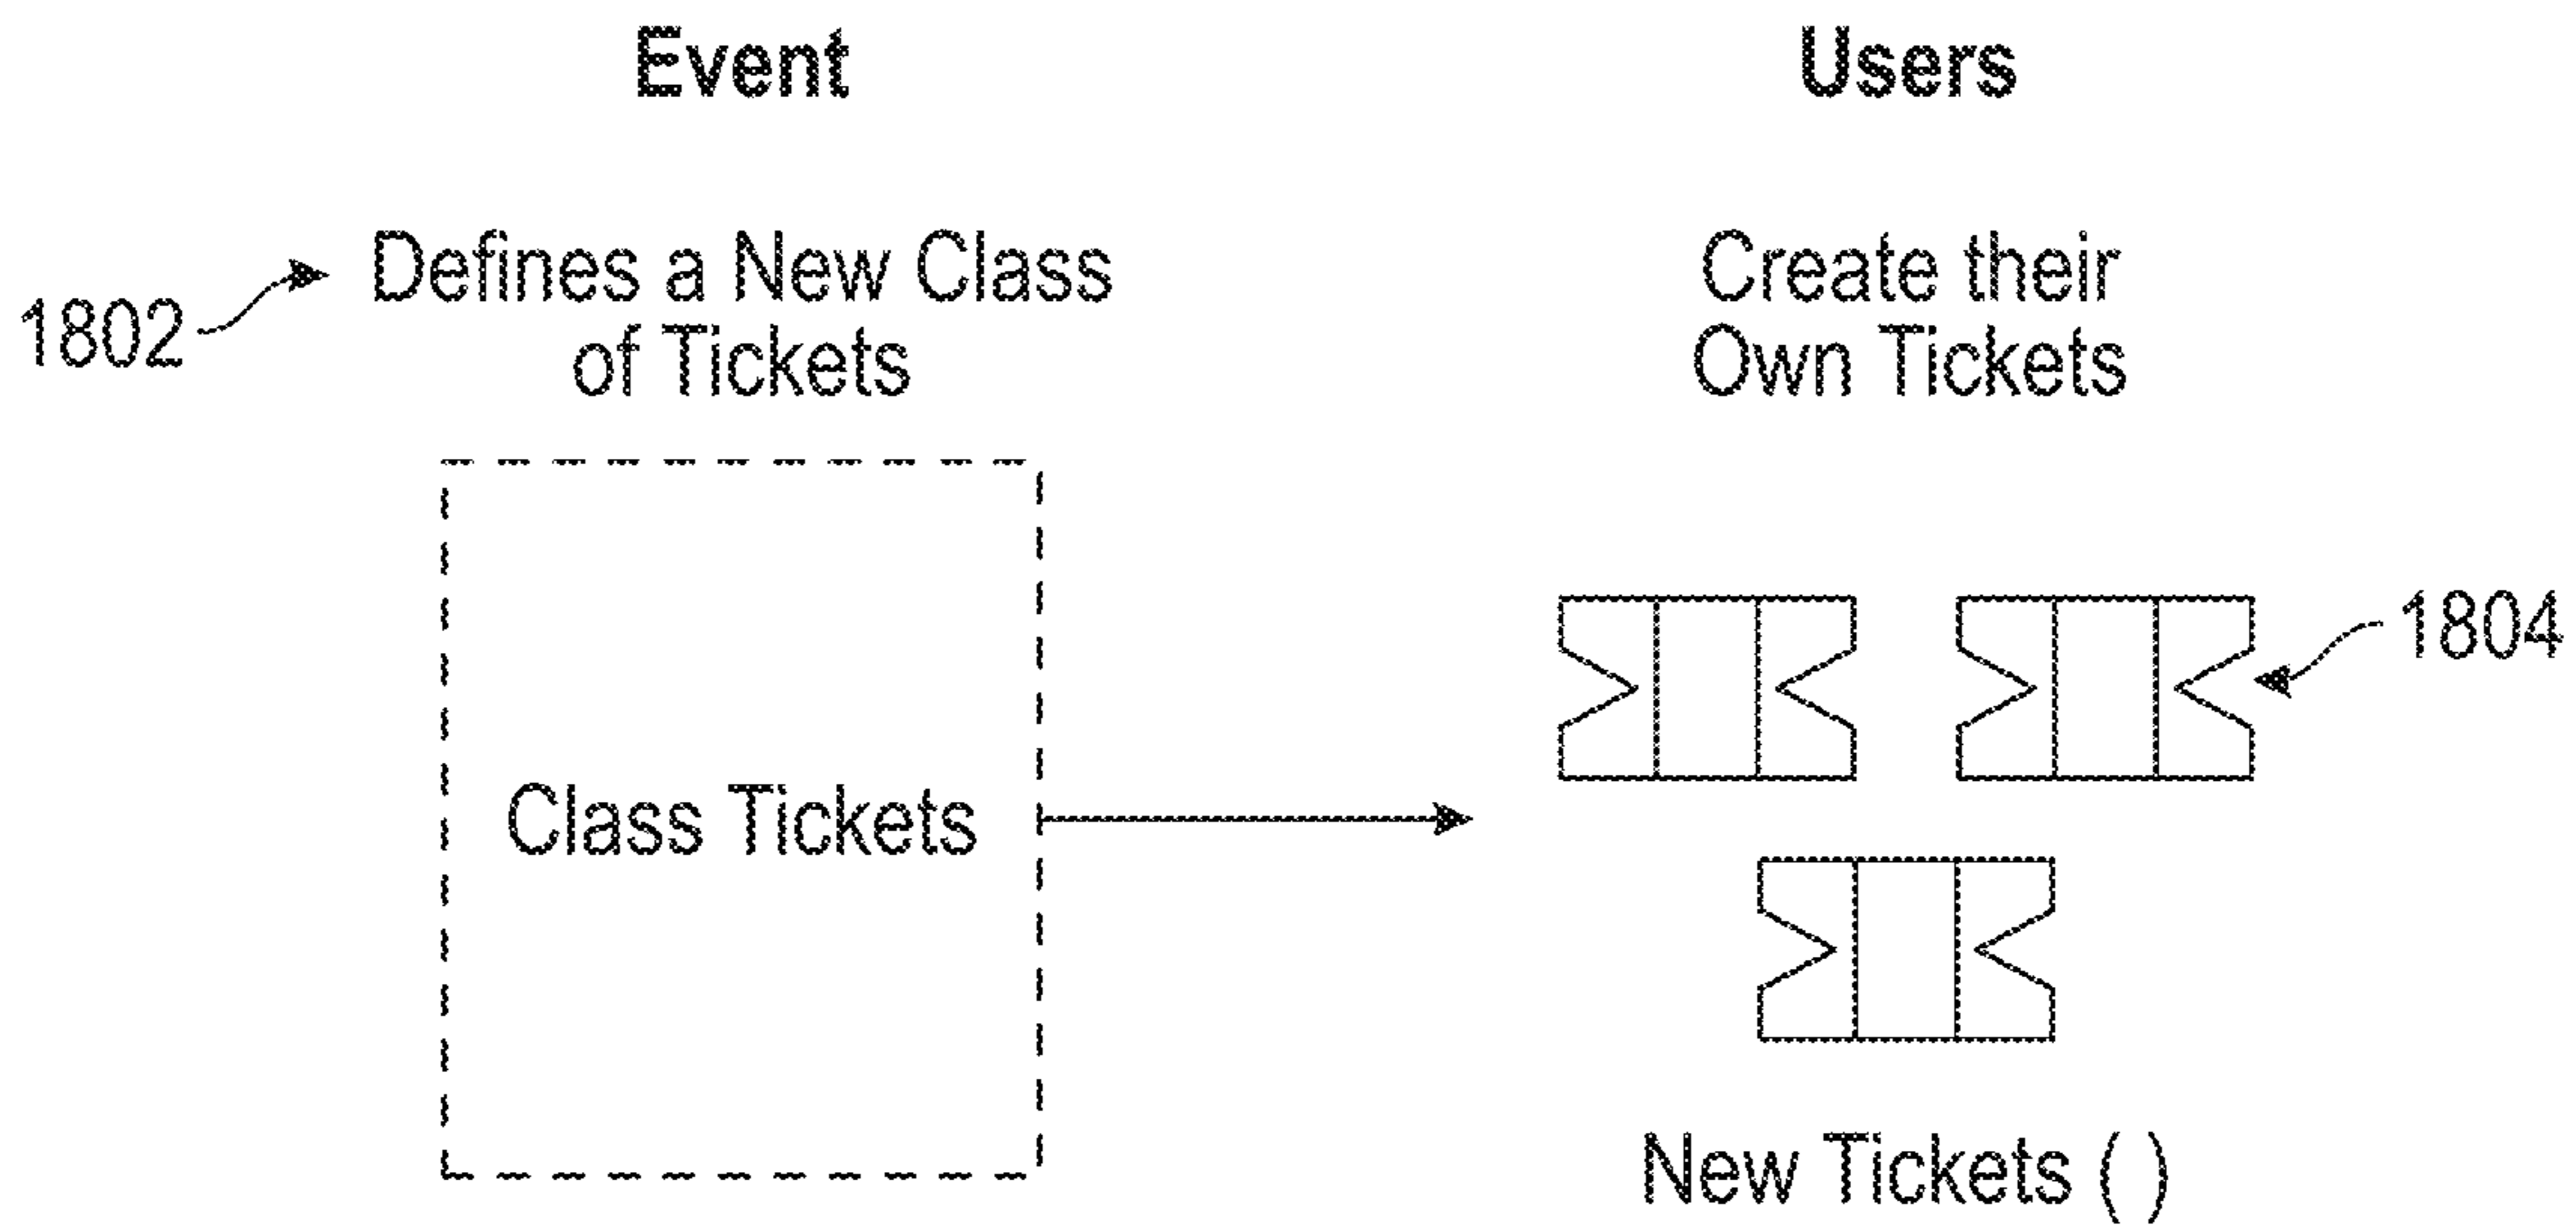 Event
Users
1802
Defines a New Class
of Tickets
Create their
Own Tickets
Class Tickets
1804
New Tickets ( )